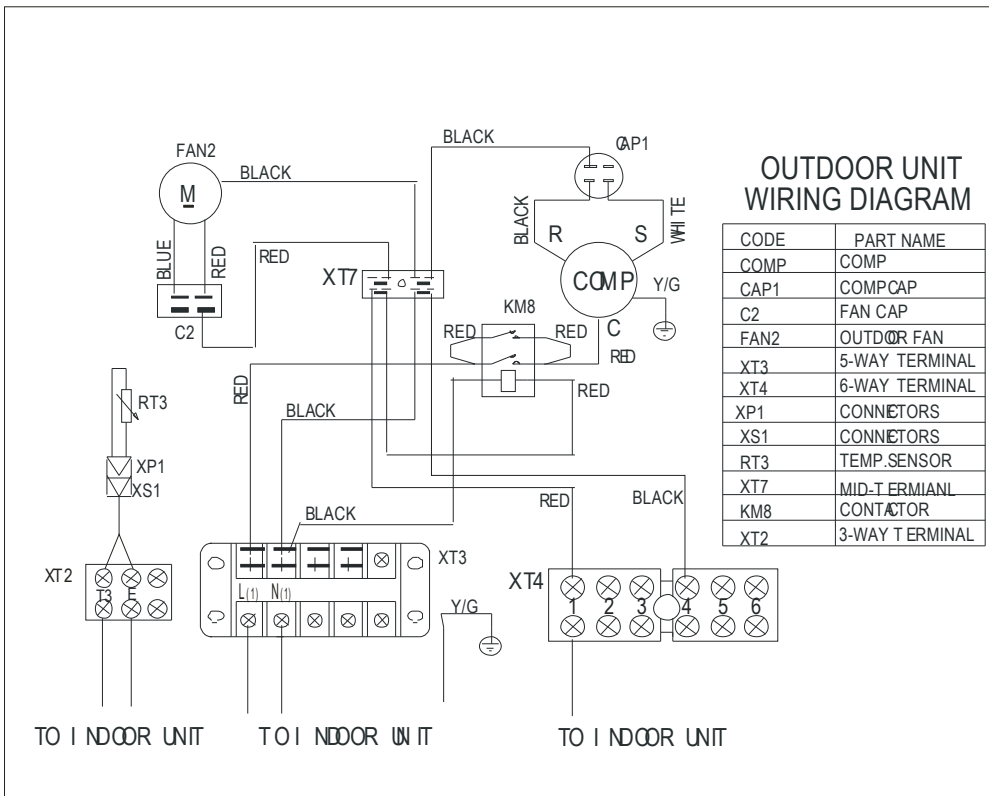 OUTDOOR UNIT
WIRING DIAGRAM
CODE PART NAME
COMP COMP
CAP1 COMP CAP
C2 FAN CAP
FAN2 OUTDOR FAN
XT3 5-WAY TERMINAL
XT4 6-WAY TERMINAL
XP1 CONNECTORS
XS1 CONNECTORS
RT3 TEMP.SENSOR
XT7 MID-TERMIANL
KM8 CONTACTOR
XT2 3-WAY TERMINAL
FAN2
M
BLACK
BLACK
CAP1
BLUE
RED
RED
C2
XT7
BLACK
WHITE
R S
COMP
Y/G
C
KM8
RED RED
RED
RED
RED
BLACK
RT3
XP1
XS1
BLACK
RED
BLACK
XT2
T3 E
XT3
L(1) N(1)
Y/G
XT4
1 2 3 4 5 6
TO INDOOR UNIT
TO INDOOR UNIT
TO INDOOR UNIT